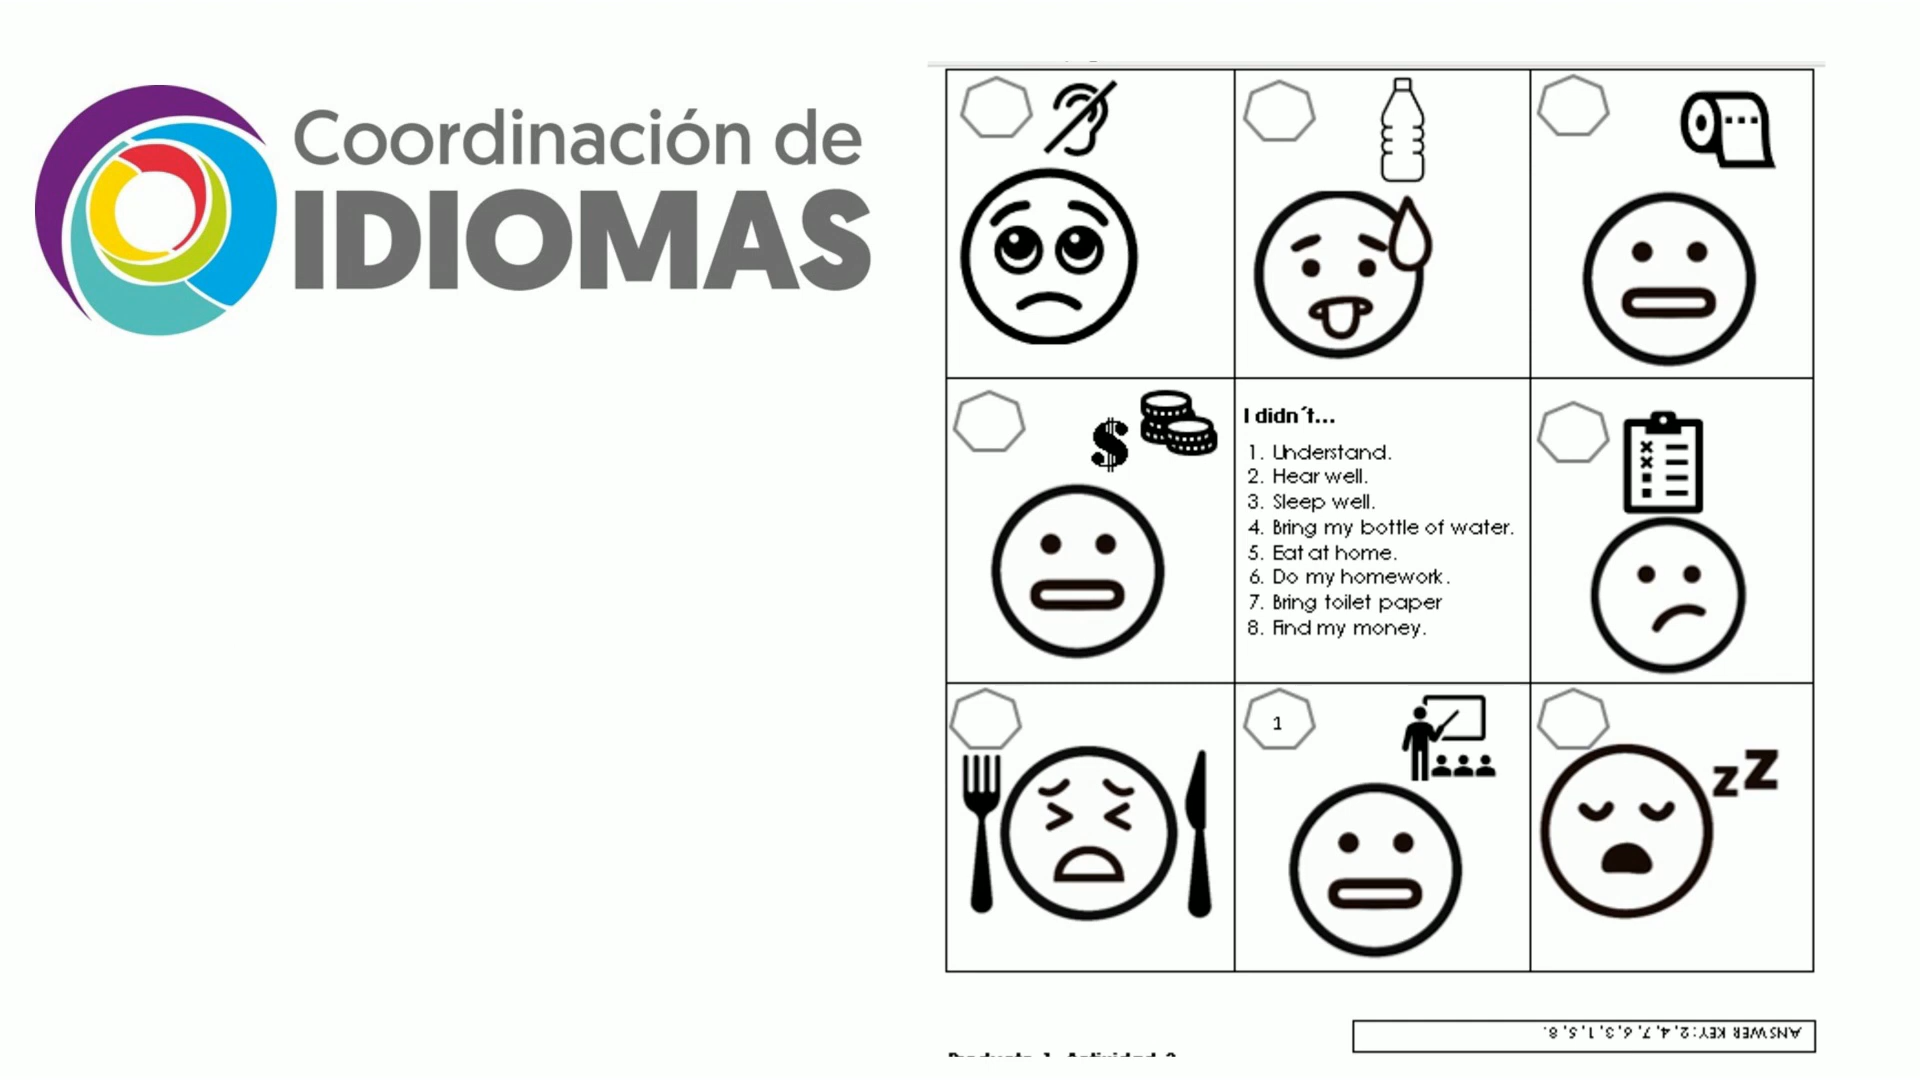 Coordinación de
IDIOMAS
$
I didn´t...
1. Understand.
2. Hear well.
3. Sleep well.
4. Bring my bottle of water.
5. Eat at home.
6. Do my homework.
7. Bring toilet paper
8. Find my money.
1
zZ
ANSWER KEY: 2, 4, 7, 6, 3, 1, 5, 8.